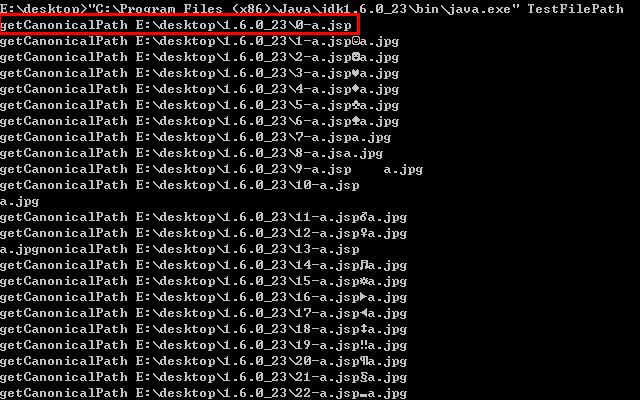 E:\desktop>"C:\Program Files (x86)\Java\jdk1.6.0_23\bin\java.exe" TestFilePath
getCanonicalPath E:\desktop\1.6.0_23\0-a.jsp
getCanonicalPath E:\desktop\1.6.0_23\1-a.jsp☺a.jpg
getCanonicalPath E:\desktop\1.6.0_23\2-a.jsp☻a.jpg
getCanonicalPath E:\desktop\1.6.0_23\3-a.jsp♥a.jpg
getCanonicalPath E:\desktop\1.6.0_23\4-a.jsp♦a.jpg
getCanonicalPath E:\desktop\1.6.0_23\5-a.jsp♣a.jpg
getCanonicalPath E:\desktop\1.6.0_23\6-a.jsp♠a.jpg
getCanonicalPath E:\desktop\1.6.0_23\7-a.jspa.jpg
getCanonicalPath E:\desktop\1.6.0_23\8-a.jsa.jpg
getCanonicalPath E:\desktop\1.6.0_23\9-a.jsp    a.jpg
getCanonicalPath E:\desktop\1.6.0_23\10-a.jsp
a.jpg
getCanonicalPath E:\desktop\1.6.0_23\11-a.jsp♂a.jpg
getCanonicalPath E:\desktop\1.6.0_23\12-a.jsp♀a.jpg
a.jpgnonicalPath E:\desktop\1.6.0_23\13-a.jsp
getCanonicalPath E:\desktop\1.6.0_23\14-a.jsp♫a.jpg
getCanonicalPath E:\desktop\1.6.0_23\15-a.jsp☼a.jpg
getCanonicalPath E:\desktop\1.6.0_23\16-a.jsp►a.jpg
getCanonicalPath E:\desktop\1.6.0_23\17-a.jsp◄a.jpg
getCanonicalPath E:\desktop\1.6.0_23\18-a.jsp↕a.jpg
getCanonicalPath E:\desktop\1.6.0_23\19-a.jsp‼a.jpg
getCanonicalPath E:\desktop\1.6.0_23\20-a.jsp¶a.jpg
getCanonicalPath E:\desktop\1.6.0_23\21-a.jsp§a.jpg
getCanonicalPath E:\desktop\1.6.0_23\22-a.jsp▬a.jpg